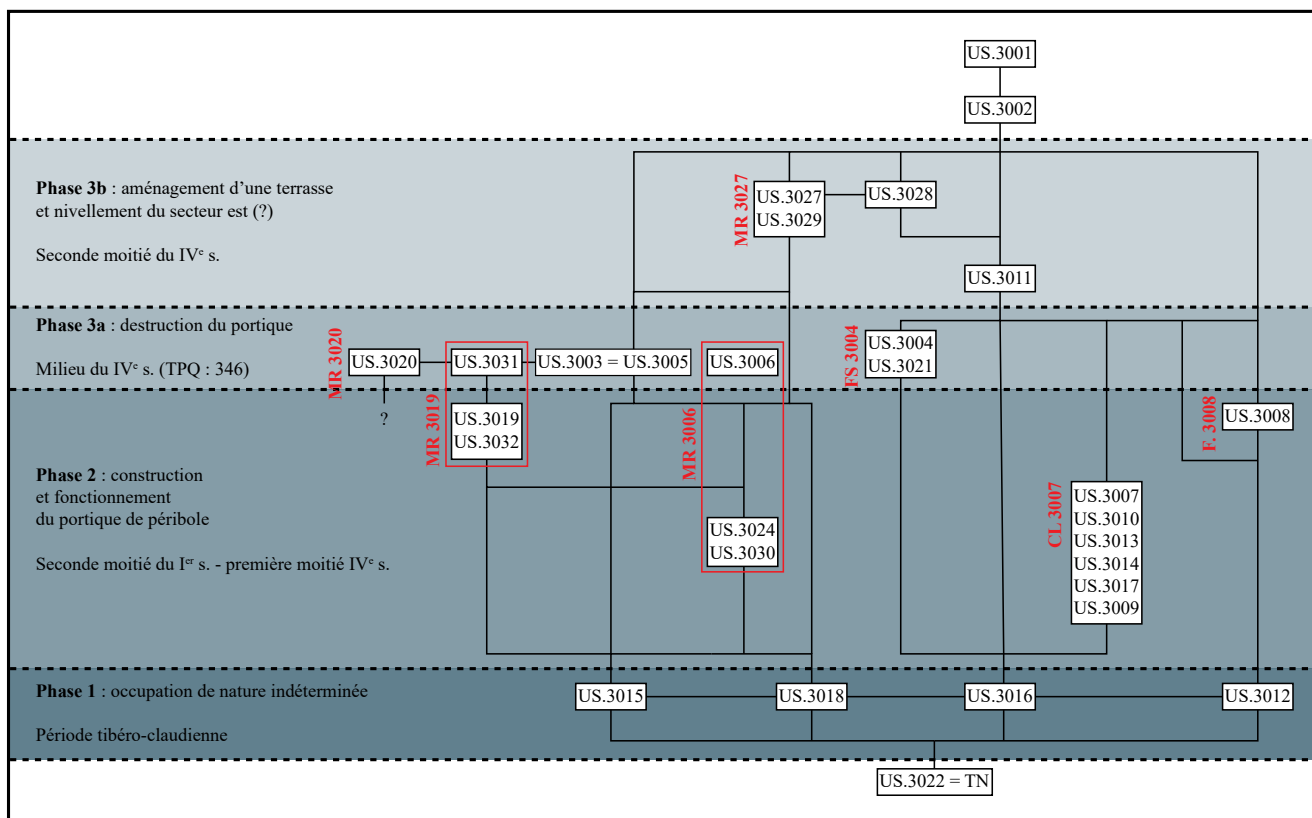 US.3001
US.3002
Phase 3b : aménagement d’une terrasse
et nivellement du secteur est (?)
Seconde moitié du IVe s.
MR 3027
US.3027
US.3029
US.3028
US.3011
Phase 3a : destruction du portique
Milieu du IVe s. (TPQ : 346)
MR 3020
US.3020
US.3031
US.3003 = US.3005
US.3006
FS 3004
US.3004
US.3021
?
MR 3019
US.3019
US.3032
MR 3006
US.3024
US.3030
F. 3008
US.3008
CL 3007
US.3007
US.3010
US.3013
US.3014
US.3017
US.3009
Phase 2 : construction
et fonctionnement
du portique de péribole
Seconde moitié du Ier s. - première moitié IVe s.
Phase 1 : occupation de nature indéterminée
Période tibéro-claudienne
US.3015
US.3018
US.3016
US.3012
US.3022 = TN